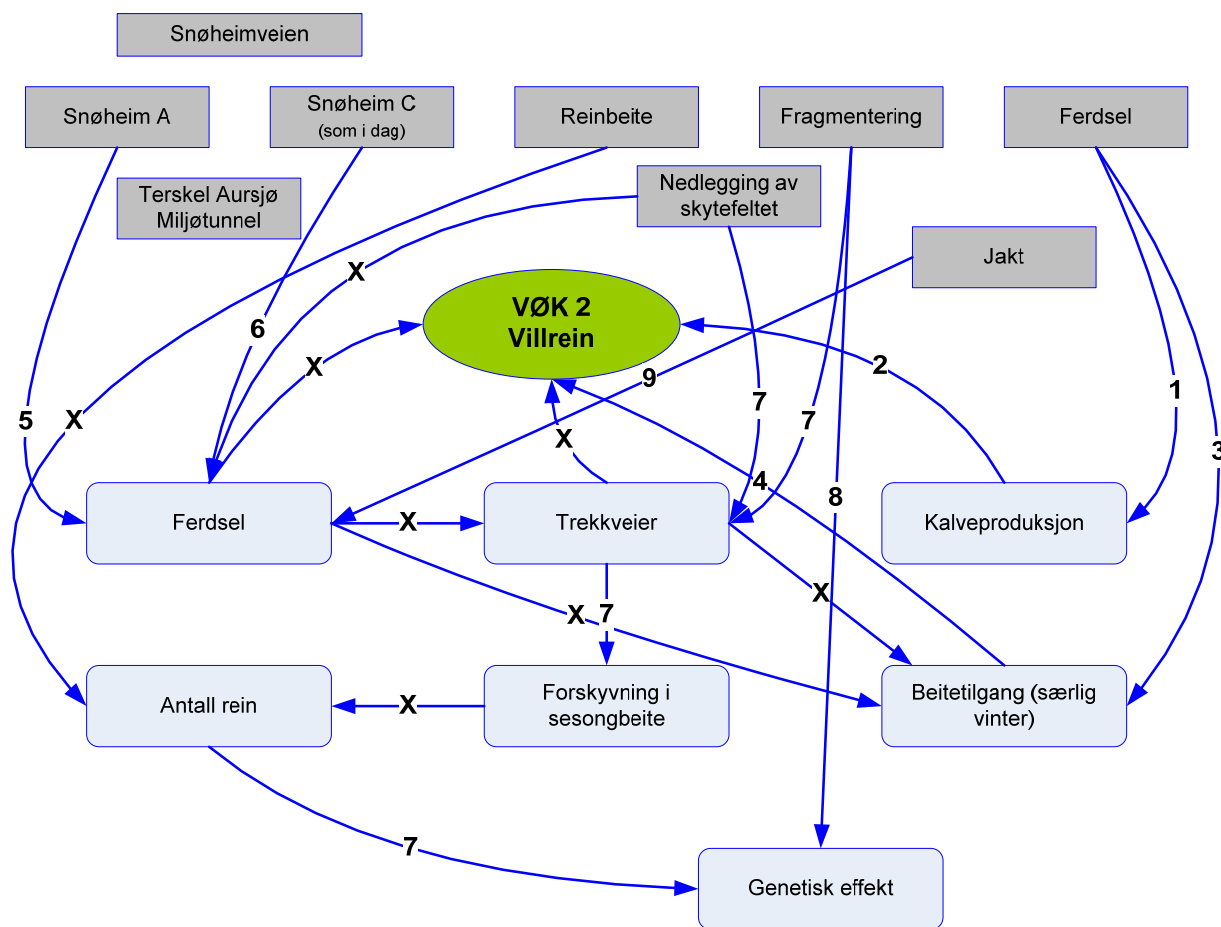 Snøheimveien
Snøheim A
Snøheim C
(som i dag)
Reinbeite
Fragmentering
Ferdsel
Terskel Aursjø
Miljøtunnel
Nedlegging av
skytefeltet
Jakt
X
VØK 2
Villrein
6
X
9
2
5
X
7
7
1
X
4
8
3
Ferdsel
X
Trekkveier
Kalveproduksjon
X
7
X
Antall rein
X
Forskyvning i
sesongbeite
Beitetilgang (særlig
vinter)
7
Genetisk effekt